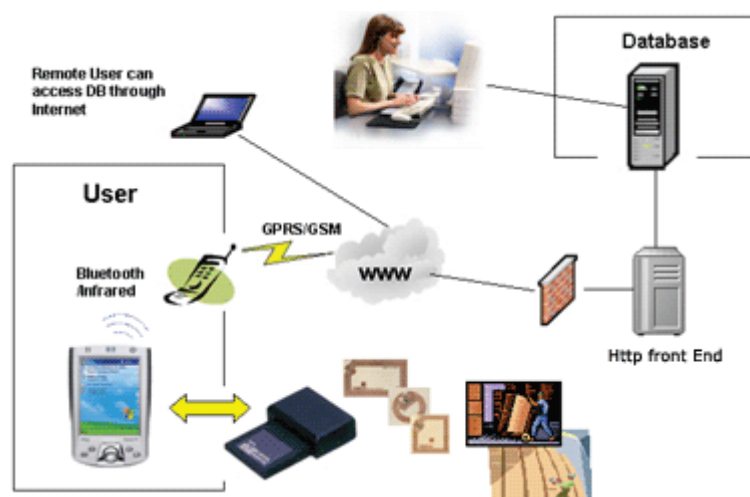 Database
Remote User can
access DB through
Internet
User
GPRS/GSM
Bluetooth
/Infrared
WWW
Http front End